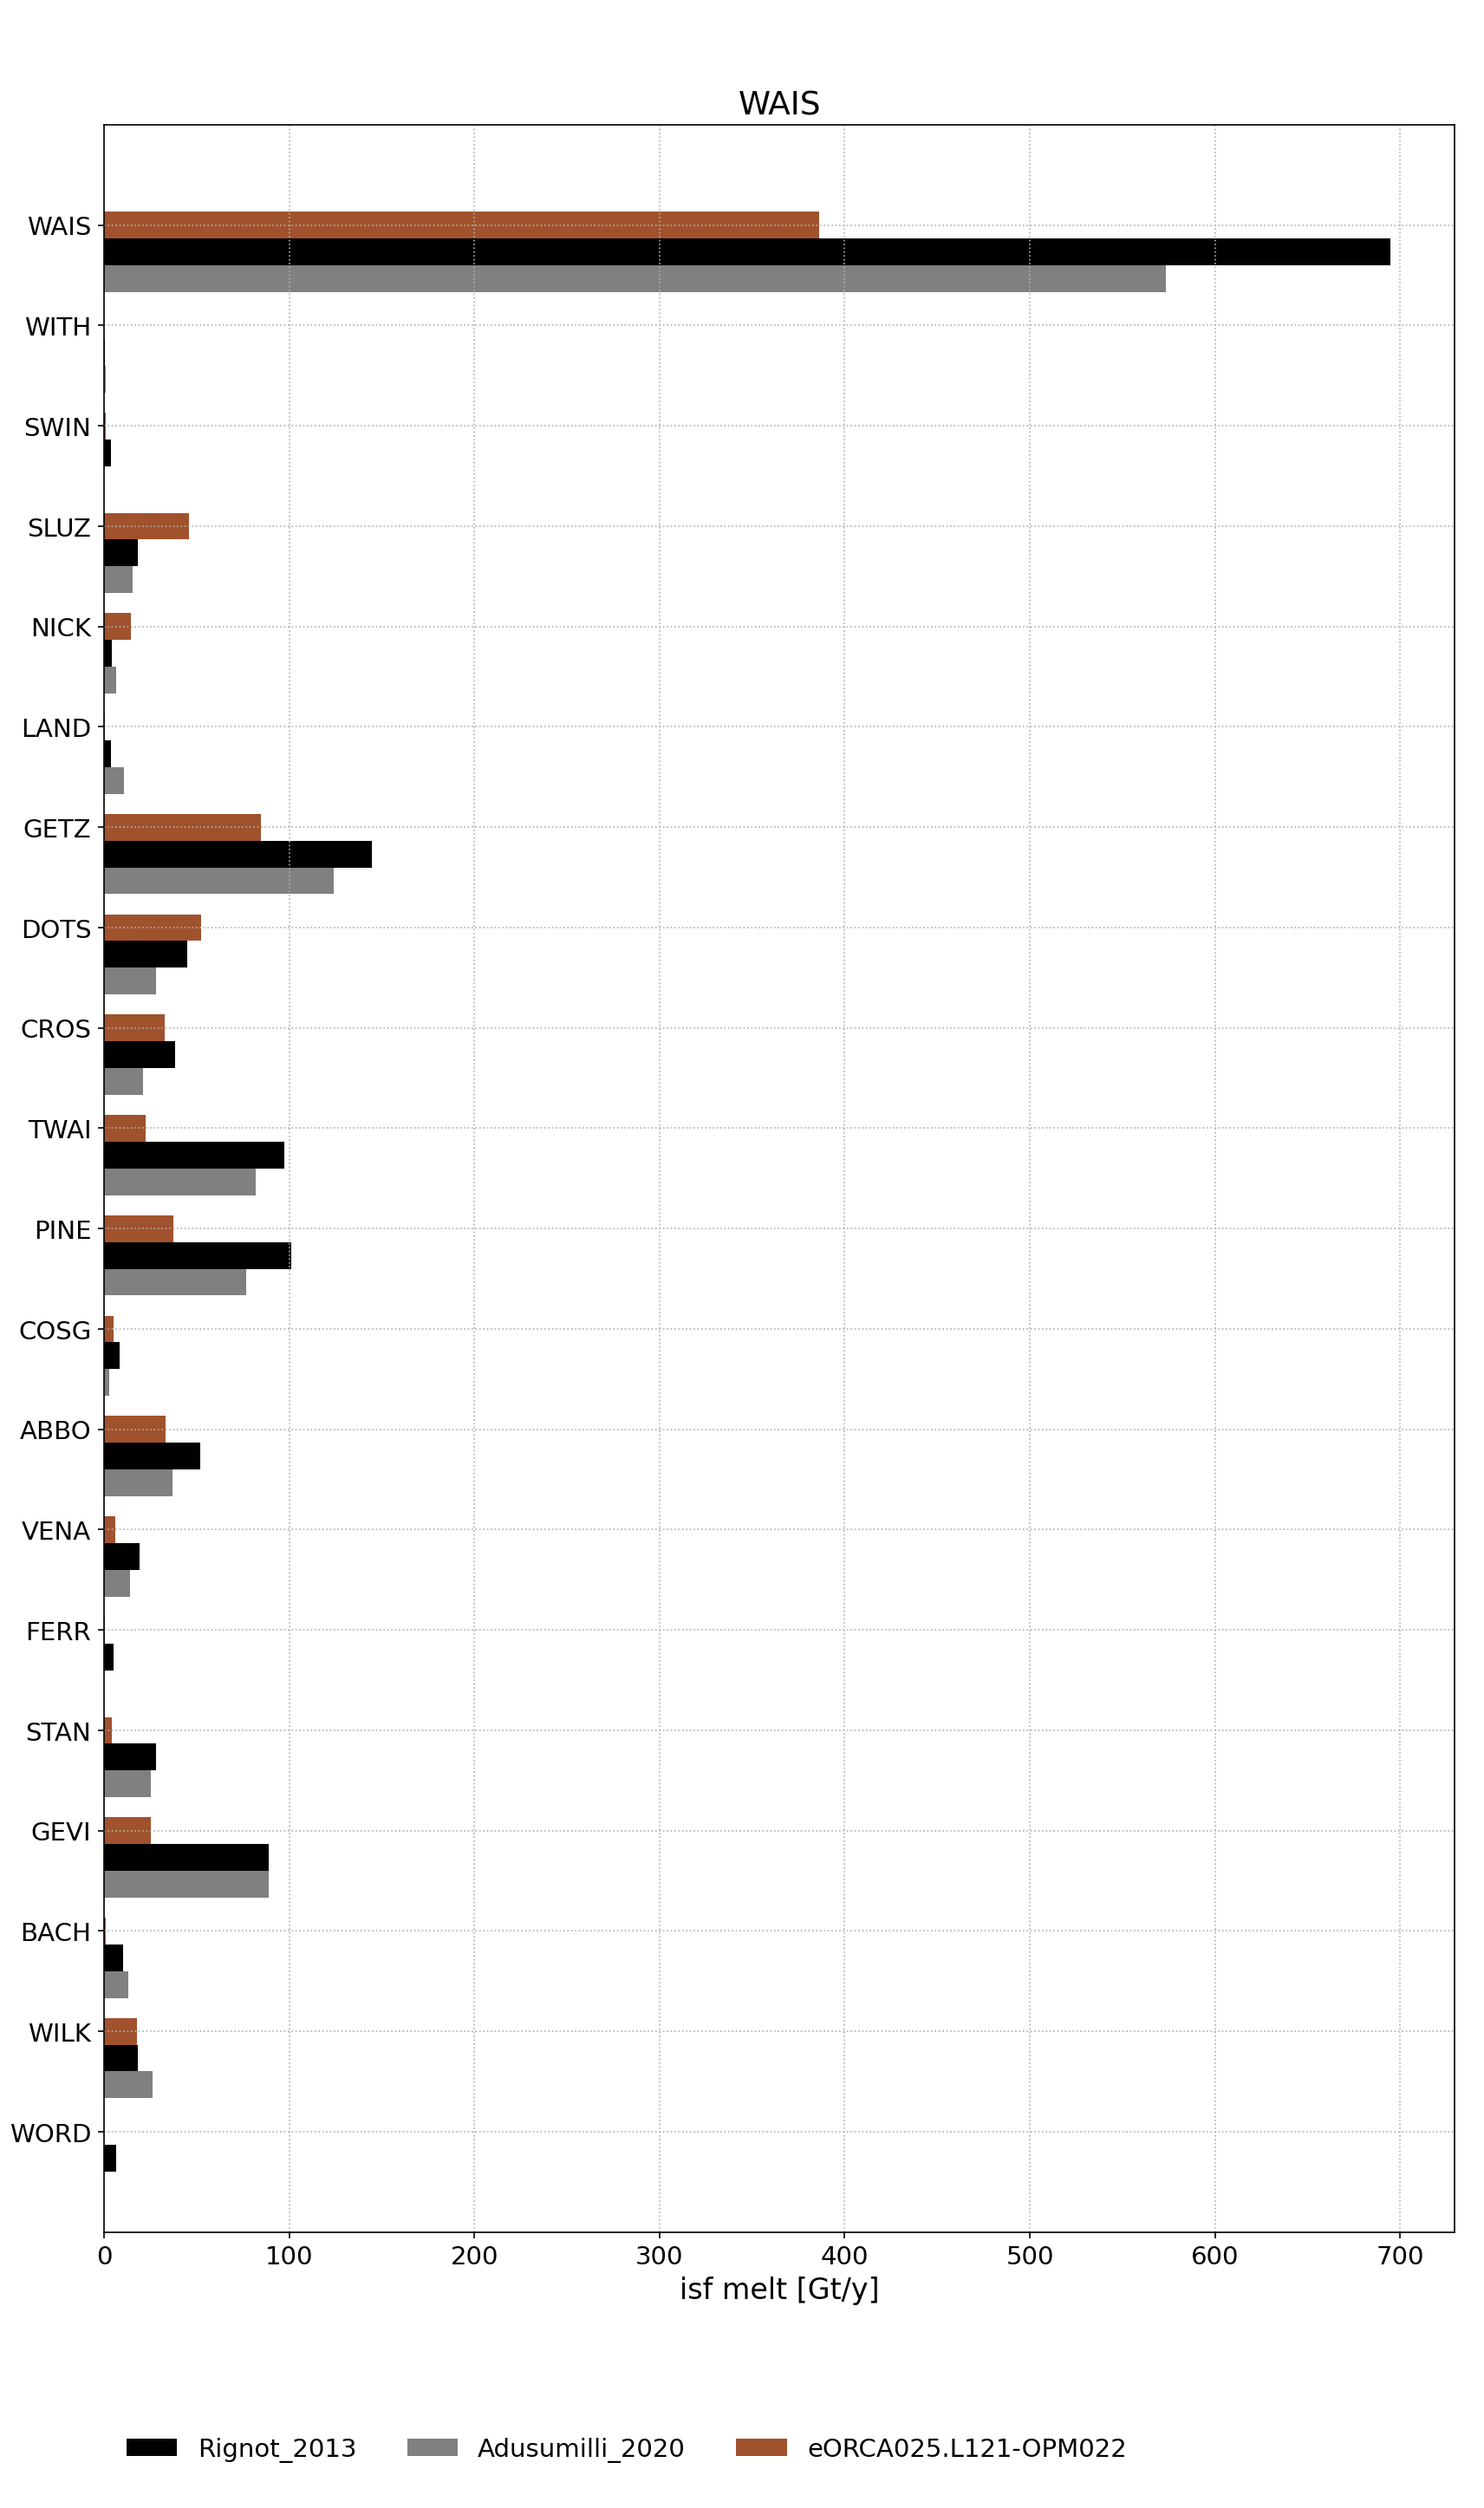 WAIS
WAIS
WITH
SWIN
SLUZ
NICK
LAND
GETZ
DOTS
CROS
TWAI
PINE
COSG
ABBO
VENA
FERR
STAN
GEVI
BACH
WILK
WORD
0 100 200 300 400 500 600 700
isf melt [Gt/y]
Rignot_2013 Adusumilli_2020 eORCA025.L121-OPM022